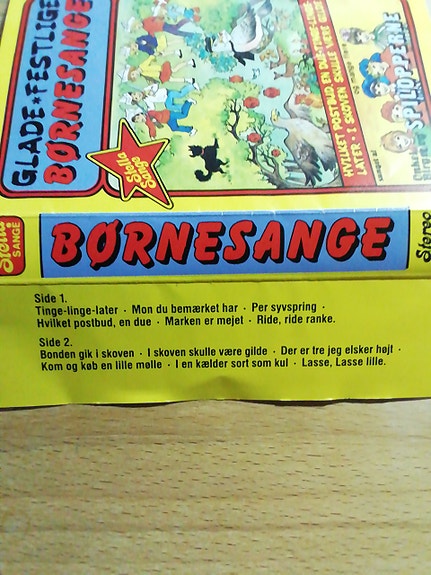 GLADE★FESTLIGE
BØRNESANGE
Stella
Sange
HVILKET POSTBUD, EN DUE • TINGE-LINGE-
LATER • I SKOVEN SKULLE VÆRE GILDE
SPILOPPERNE
Stella
SANGE
BØRNESANGE
Stereo
Side 1.
Tinge-linge-later · Mon du bemærket har · Per syvspring ·
Hvilket postbud, en due · Marken er mejet · Ride, ride ranke.
Side 2.
Bonden gik i skoven · I skoven skulle være gilde · Der er tre jeg elsker højt ·
Kom og køb en lille mølle · I en kælder sort som kul · Lasse, Lasse lille.